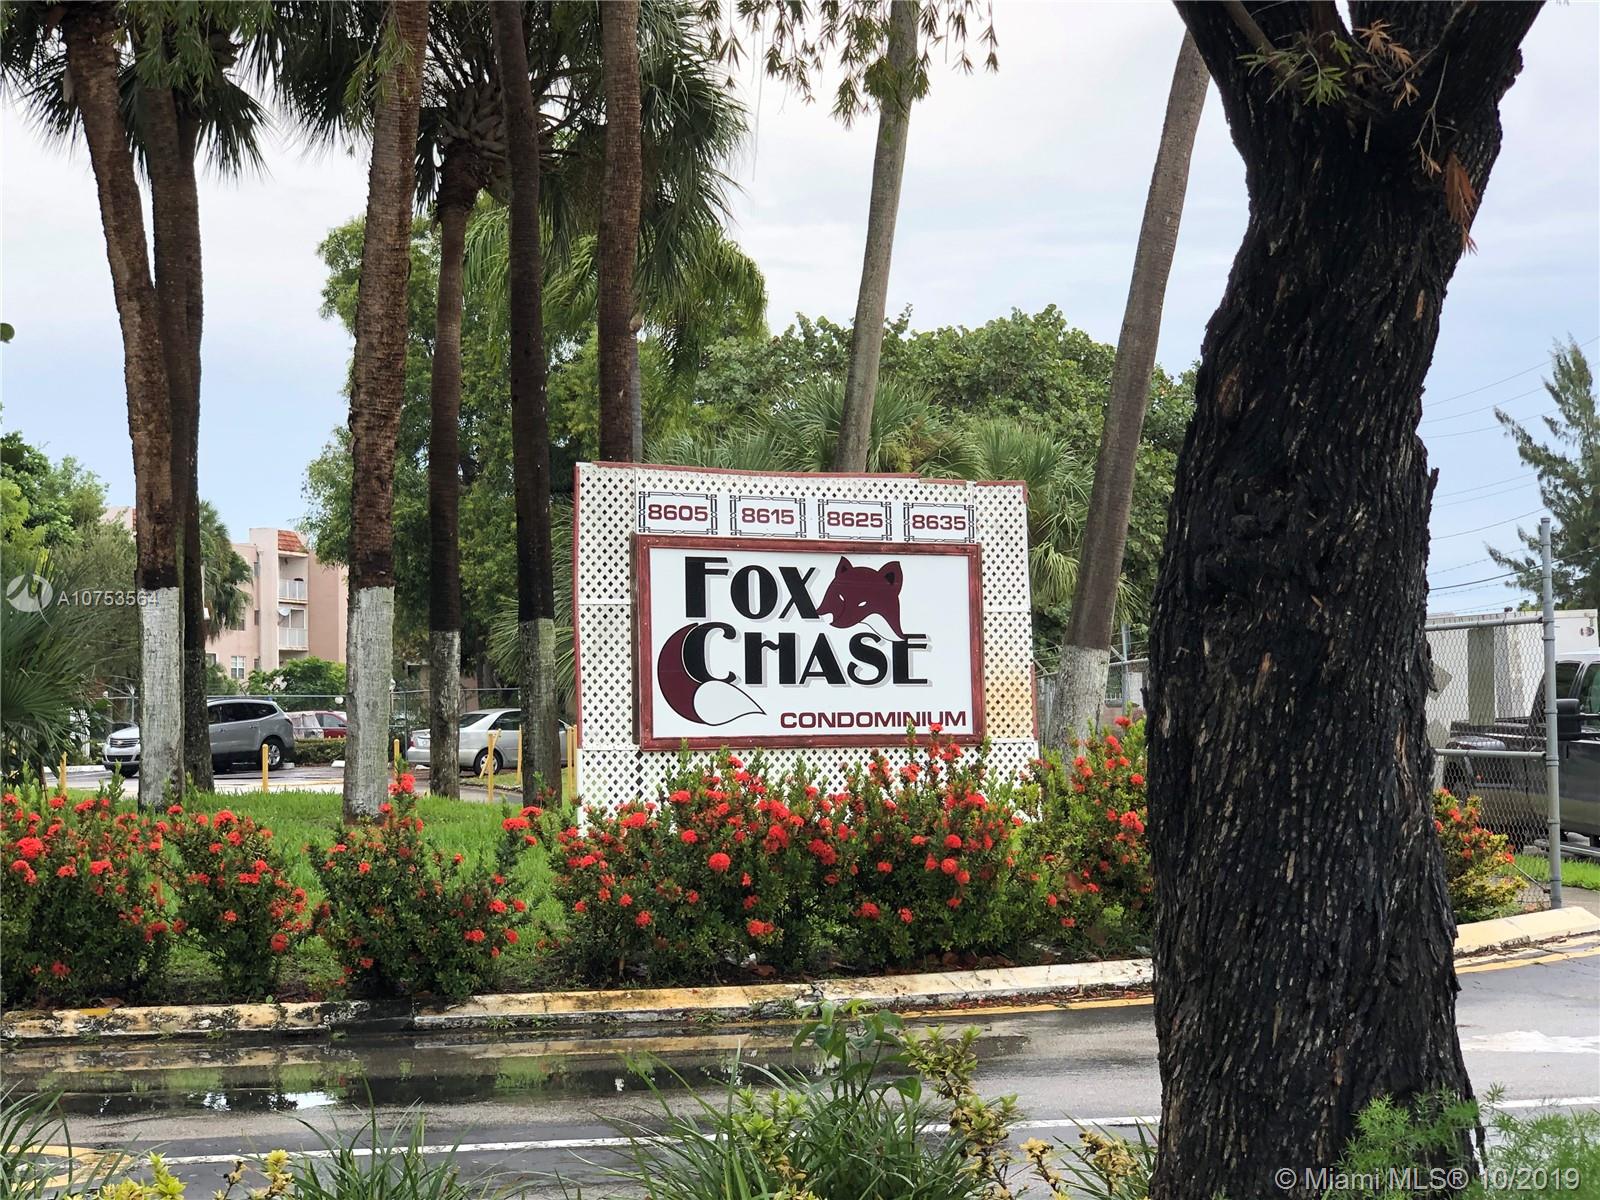 8605 8615 8625 8635
FOX
CHASE
CONDOMINIUM
A10753564
© Miami MLS® 10/2019